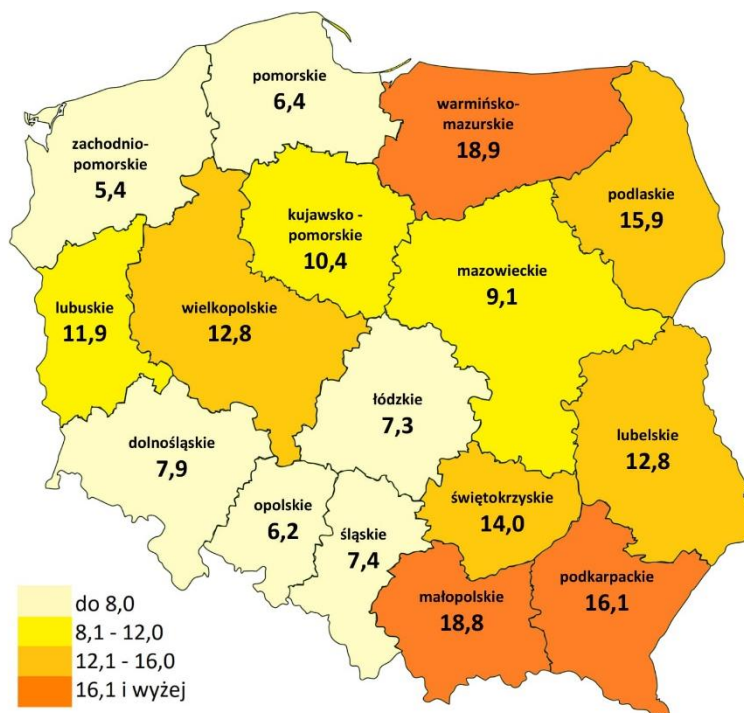 pomorskie
6,4
warmińsko-
mazurskie
18,9
zachodnio-
pomorskie
5,4
podlaskie
15,9
kujawsko -
pomorskie
10,4
mazowieckie
9,1
lubuskie
11,9
wielkopolskie
12,8
łódzkie
7,3
lubelskie
12,8
dolnośląskie
7,9
opolskie
6,2
śląskie
7,4
świętokrzyskie
14,0
małopolskie
18,8
podkarpackie
16,1
do 8,0
8,1 - 12,0
12,1 - 16,0
16,1 i wyżej